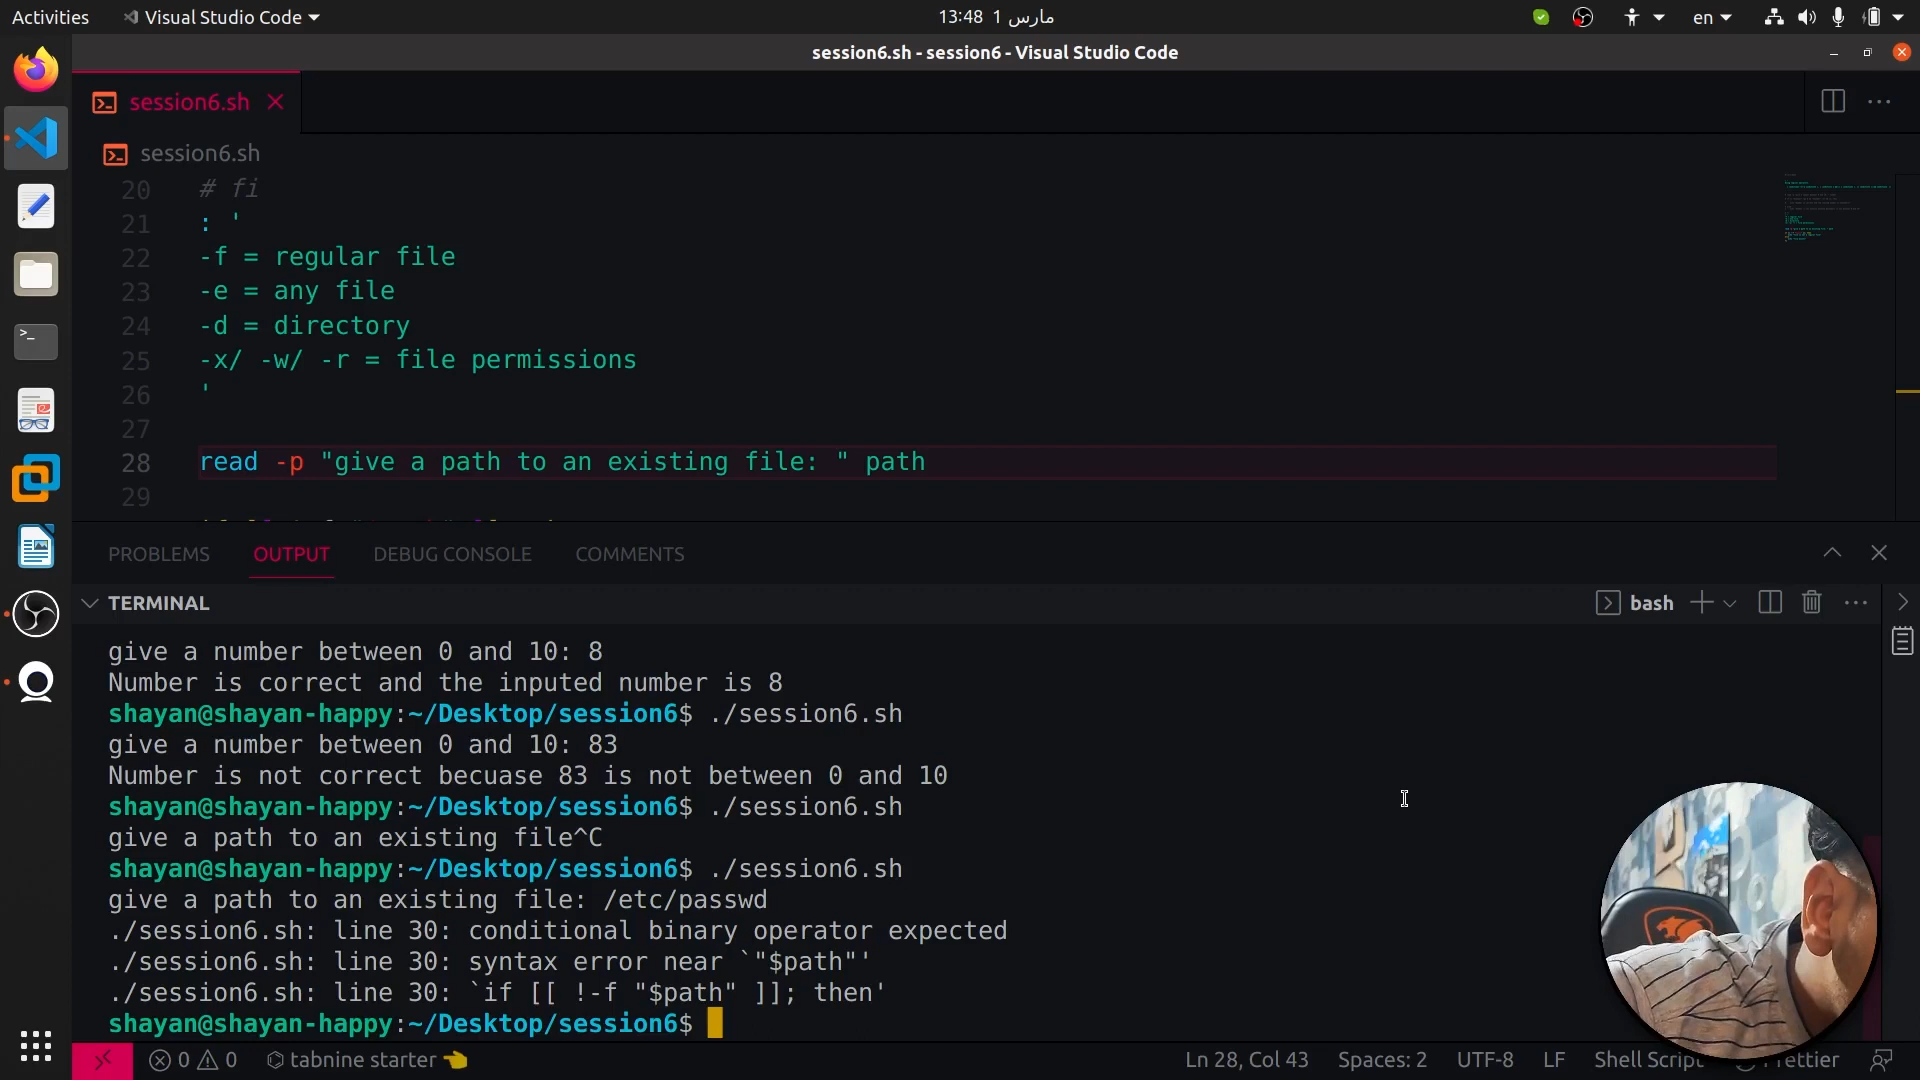 Activities
Visual Studio Code
13:48 1 مارس
en
session6.sh - session6 - Visual Studio Code
session6.sh
session6.sh
20 # fi
21 : '
22 -f = regular file
23 -e = any file
24 -d = directory
25 -x/ -w/ -r = file permissions
26 '
27
28 read -p "give a path to an existing file: " path
29
PROBLEMS OUTPUT DEBUG CONSOLE COMMENTS
TERMINAL
bash
give a number between 0 and 10: 8
Number is correct and the inputed number is 8
shayan@shayan-happy:~/Desktop/session6$ ./session6.sh
give a number between 0 and 10: 83
Number is not correct becuase 83 is not between 0 and 10
shayan@shayan-happy:~/Desktop/session6$ ./session6.sh
give a path to an existing file^C
shayan@shayan-happy:~/Desktop/session6$ ./session6.sh
give a path to an existing file: /etc/passwd
./session6.sh: line 30: conditional binary operator expected
./session6.sh: line 30: syntax error near `"$path"'
./session6.sh: line 30: `if [[ !-f "$path" ]]; then'
shayan@shayan-happy:~/Desktop/session6$
0 0 tabnine starter
Ln 28, Col 43 Spaces: 2 UTF-8 LF Shell Script Prettier